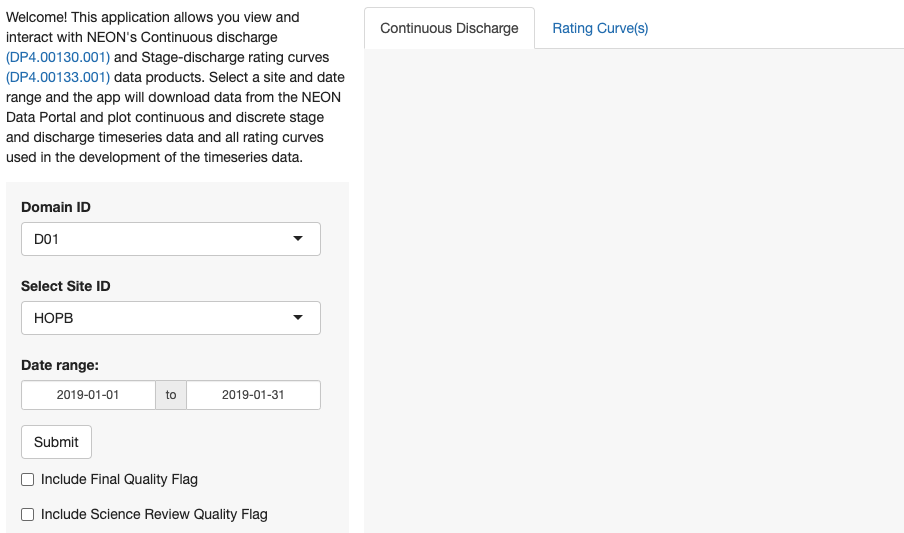 Welcome! This application allows you view and
interact with NEON's Continuous discharge
(DP4.00130.001) and Stage-discharge rating curves
(DP4.00133.001) data products. Select a site and date
range and the app will download data from the NEON
Data Portal and plot continuous and discrete stage
and discharge timeseries data and all rating curves
used in the development of the timeseries data.
Domain ID
D01
Select Site ID
HOPB
Date range:
2019-01-01 to 2019-01-31
Submit
Include Final Quality Flag
Include Science Review Quality Flag
Continuous Discharge Rating Curve(s)